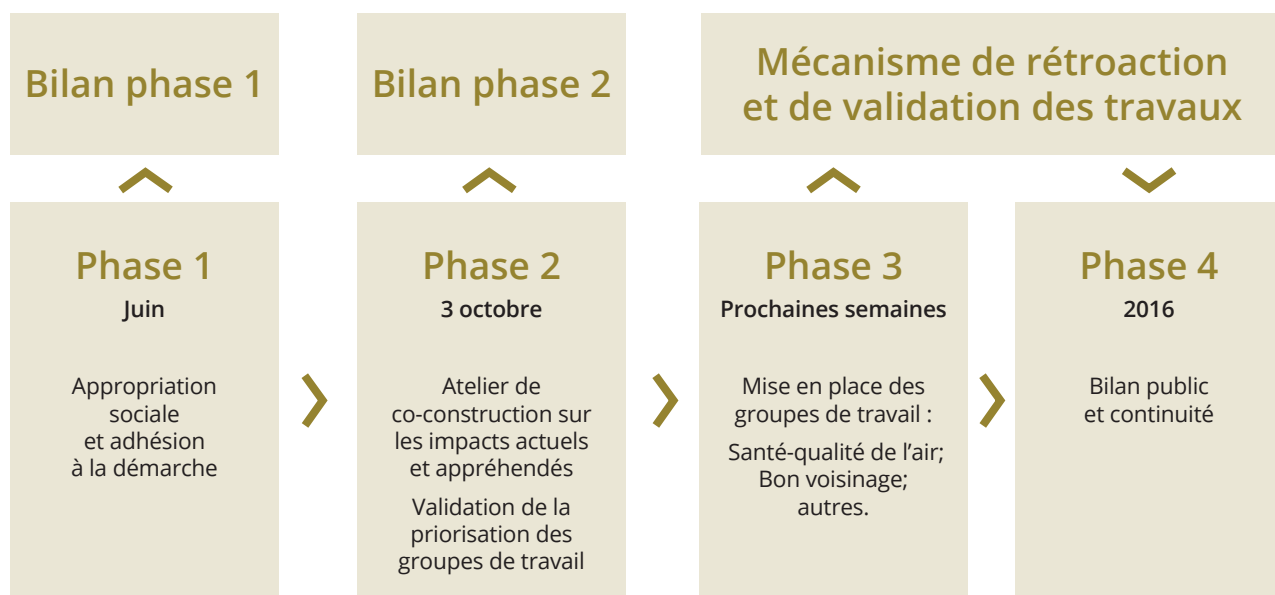 Bilan phase 1
Bilan phase 2
Mécanisme de rétroaction
et de validation des travaux
Phase 1
Juin
Appropriation
sociale
et adhésion
à la démarche
Phase 2
3 octobre
Atelier de
co-construction sur
les impacts actuels
et appréhendés
Validation de la
priorisation des
groupes de travail
Phase 3
Prochaines semaines
Mise en place des
groupes de travail :
Santé-qualité de l’air;
Bon voisinage;
autres.
Phase 4
2016
Bilan public
et continuité